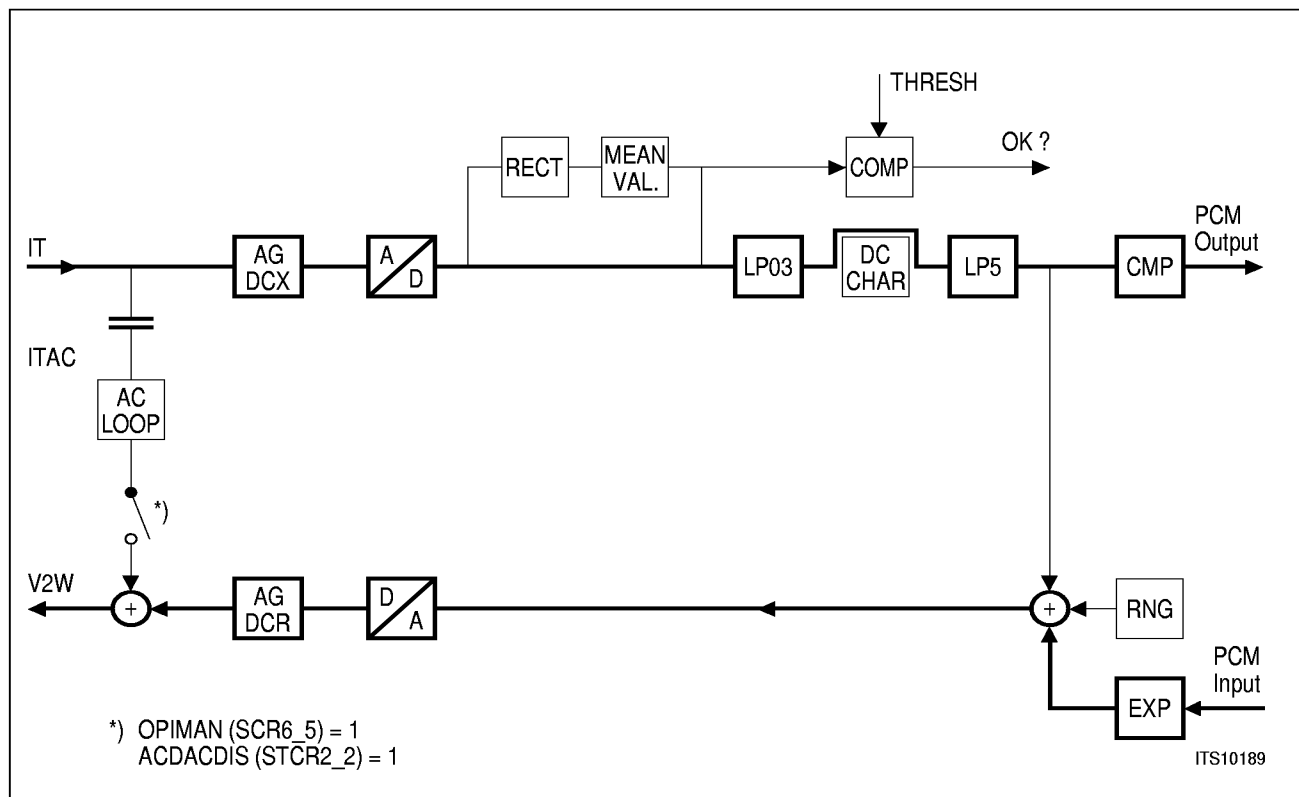 THRESH
OK ?
RECT
MEAN
VAL.
COMP
PCM
Output
IT
AG
DCX
A
D
LP03
DC
CHAR
LP5
CMP
ITAC
AC
LOOP
*)
V2W
+
AG
DCR
D
A
+
RNG
PCM
Input
EXP
*) OPIMAN (SCR6_5) = 1
ACDACDIS (STCR2_2) = 1
ITS10189